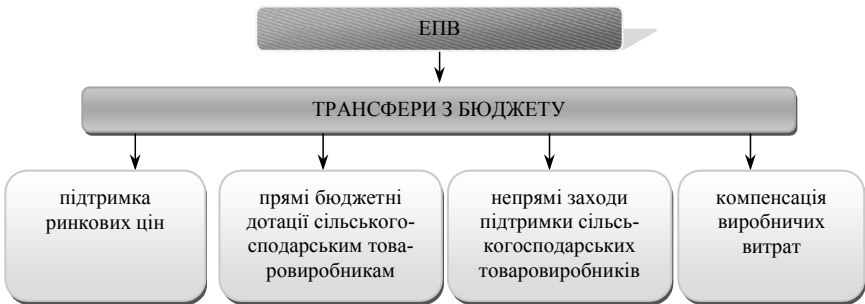 ЕПВ
ТРАНСФЕРИ З БЮДЖЕТУ
підтримка
ринкових цін
прямі бюджетні
дотації сільського-
сподарським това-
ровиробникам
непрямі заходи
підтримки сільсь-
когосподарських
товаровиробників
компенсація
виробничих
витрат